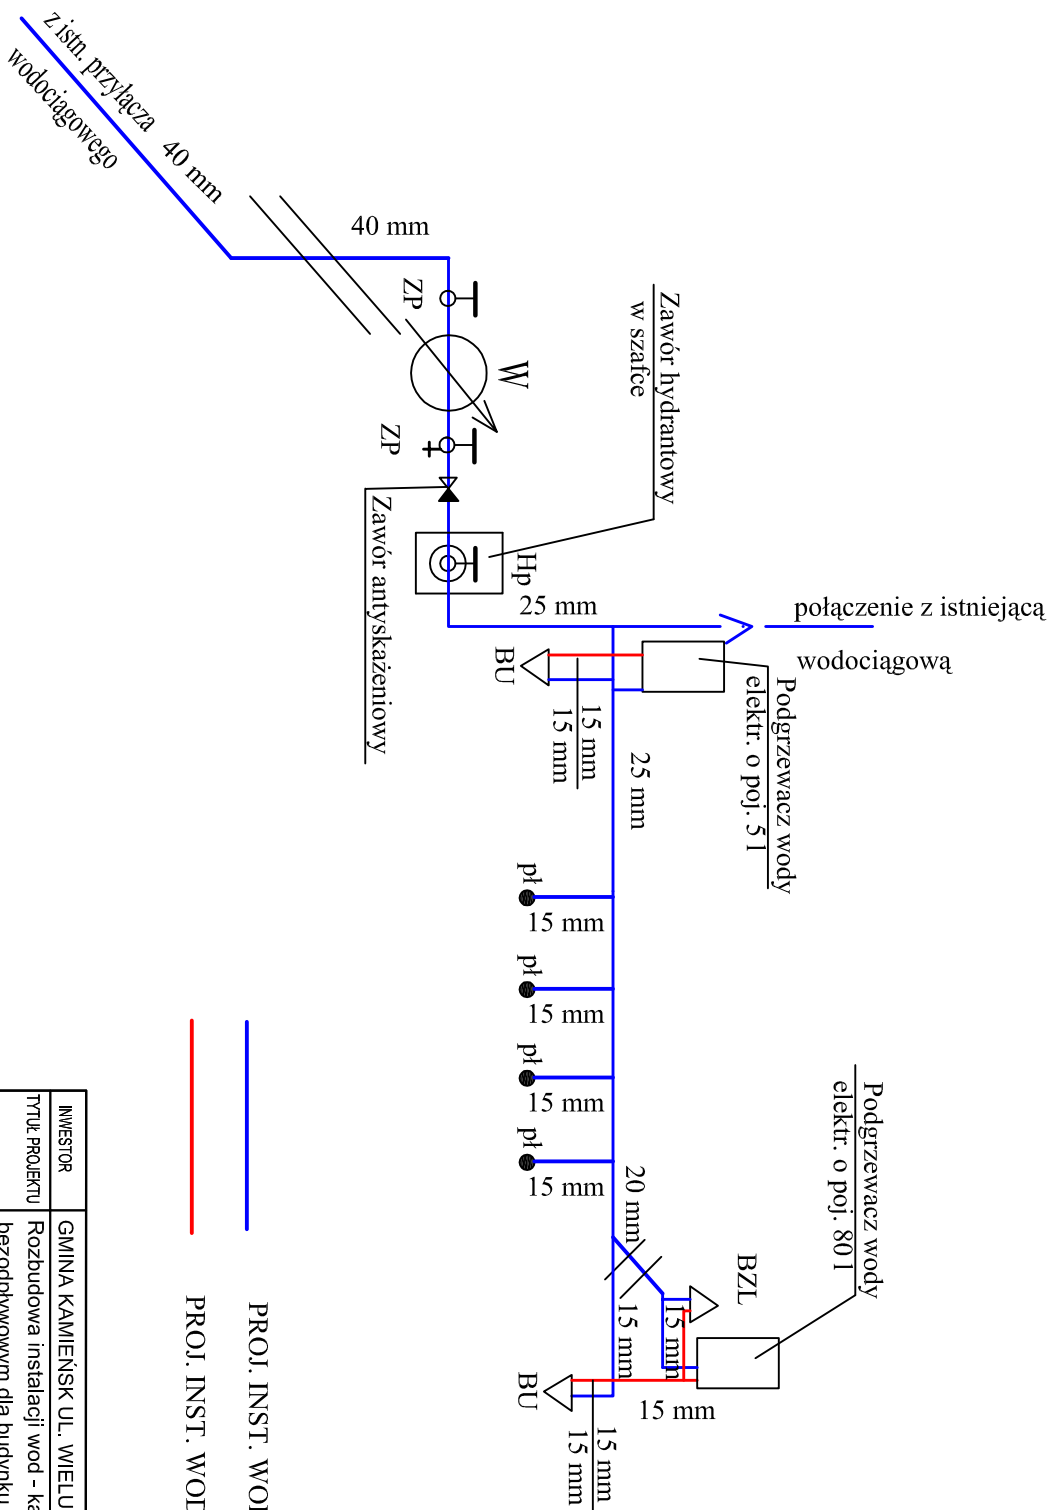 z istn. przyłącza 40 mm
wodociągowego
40 mm
ZP
W
ZP
Zawór hydrantowy
w szafce
Zawór antyskażeniowy
Hp
25 mm
połączenie z istniejącą
wodociągową
BU
15 mm
15 mm
Podgrzewacz wody
elektr. o poj. 5 l
25 mm
pł
15 mm
pł
15 mm
pł
15 mm
pł
15 mm
20 mm
Podgrzewacz wody
elektr. o poj. 80 l
BZL
15 mm
15 mm
15 mm
BU
15 mm
15 mm
PROJ. INST.
PROJ. INST.
INWESTOR
GMINA KAMIEŃSK UL.
TYTUŁ PROJEKTU
Rozbudowa instalacji wod - 
bezodpływowym dla budynku